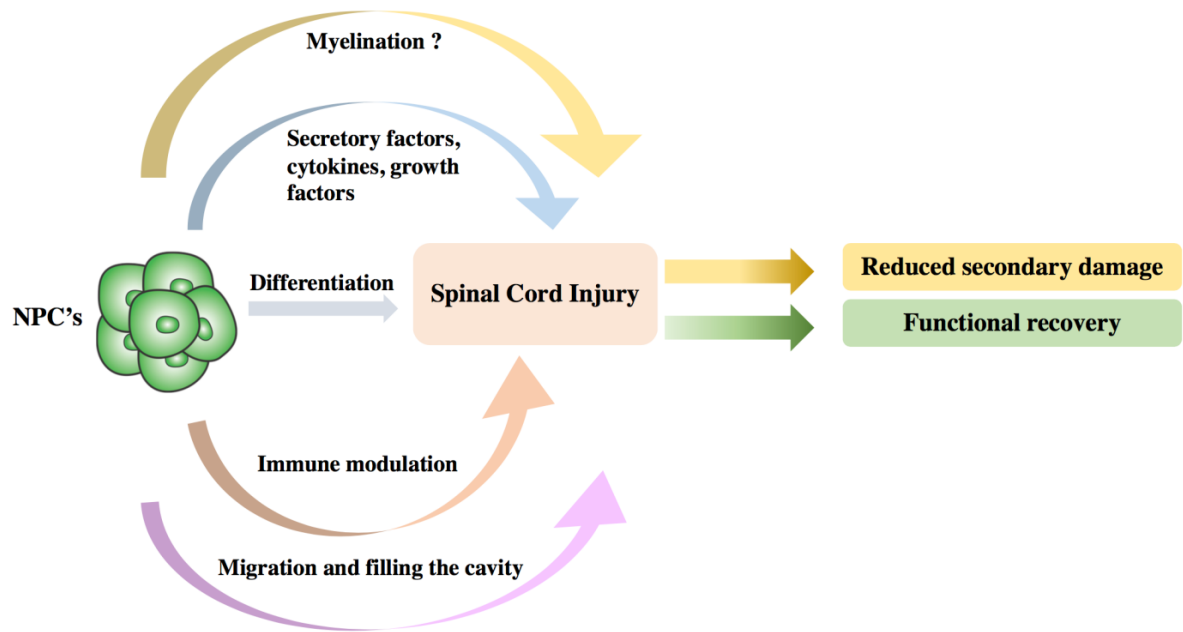 Myelination ?
Secretory factors,
cytokines, growth
factors
Differentiation
NPC's
Spinal Cord Injury
Reduced secondary damage
Functional recovery
Immune modulation
Migration and filling the cavity